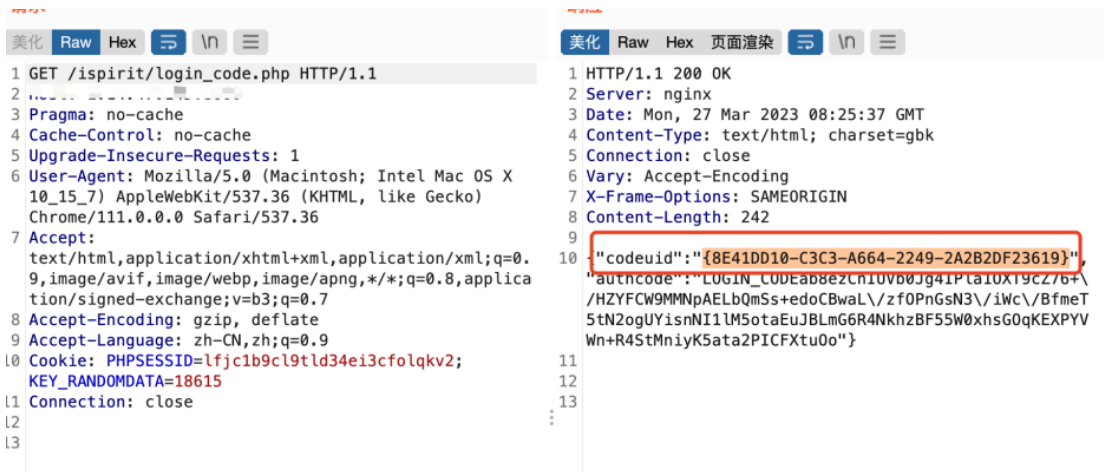 美化 Raw Hex \n
1 GET /ispirit/login_code.php HTTP/1.1
2
3 Pragma: no-cache
4 Cache-Control: no-cache
5 Upgrade-Insecure-Requests: 1
6 User-Agent: Mozilla/5.0 (Macintosh; Intel Mac OS X
10_15_7) AppleWebKit/537.36 (KHTML, like Gecko)
Chrome/111.0.0.0 Safari/537.36
7 Accept:
text/html,application/xhtml+xml,application/xml;q=0.
9,image/avif,image/webp,image/apng,*/*;q=0.8,applica
tion/signed-exchange;v=b3;q=0.7
8 Accept-Encoding: gzip, deflate
9 Accept-Language: zh-CN,zh;q=0.9
10 Cookie: PHPSESSID=lfjc1b9cl9tld34ei3cfolqkv2;
KEY_RANDOMDATA=18615
11 Connection: close
12
13
美化 Raw Hex 页面渲染 \n
1 HTTP/1.1 200 OK
2 Server: nginx
3 Date: Mon, 27 Mar 2023 08:25:37 GMT
4 Content-Type: text/html; charset=gbk
5 Connection: close
6 Vary: Accept-Encoding
7 X-Frame-Options: SAMEORIGIN
8 Content-Length: 242
9
10 {"codeuid":"{8E41DD10-C3C3-A664-2249-2A2B2DF23619}",
"authcode":
/HZYFCW9MMNpAELbQmSs+edoCBwaL\/zfOPnGsN3\/iWc\/BfmeT
5tN2ogUYisnNI1lM5otaEuJBLmG6R4NkhzBF55W0xhsGOqKEXPYV
Wn+R4StMniyK5ata2PICFXtuOo"}
11
12
13